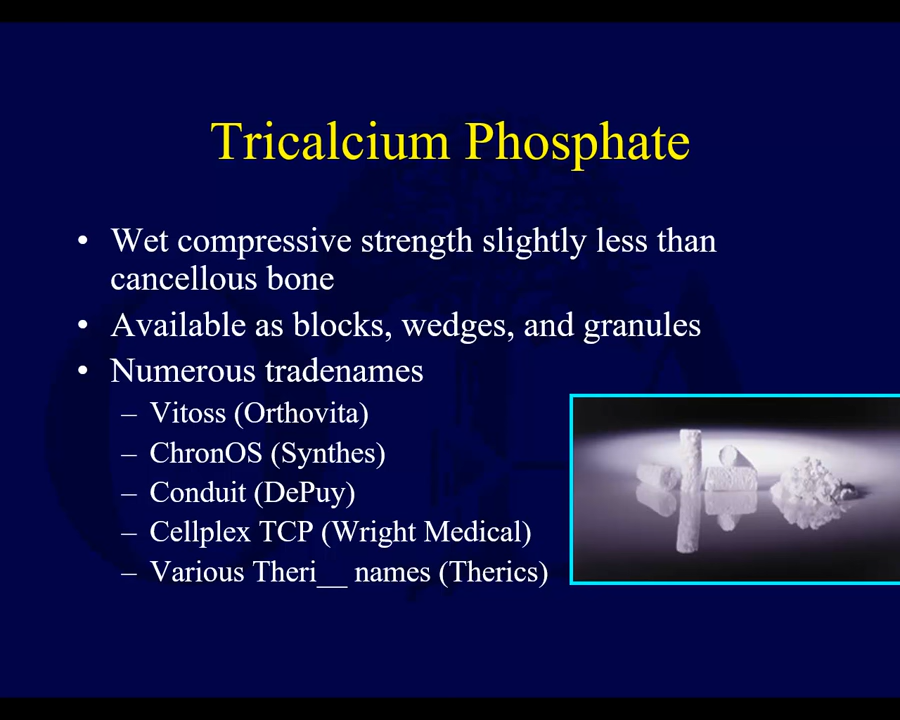 Tricalcium Phosphate
• Wet compressive strength slightly less than
cancellous bone
• Available as blocks, wedges, and granules
• Numerous tradenames
– Vitoss (Orthovita)
– ChronOS (Synthes)
– Conduit (DePuy)
– Cellplex TCP (Wright Medical)
– Various Theri__ names (Therics)